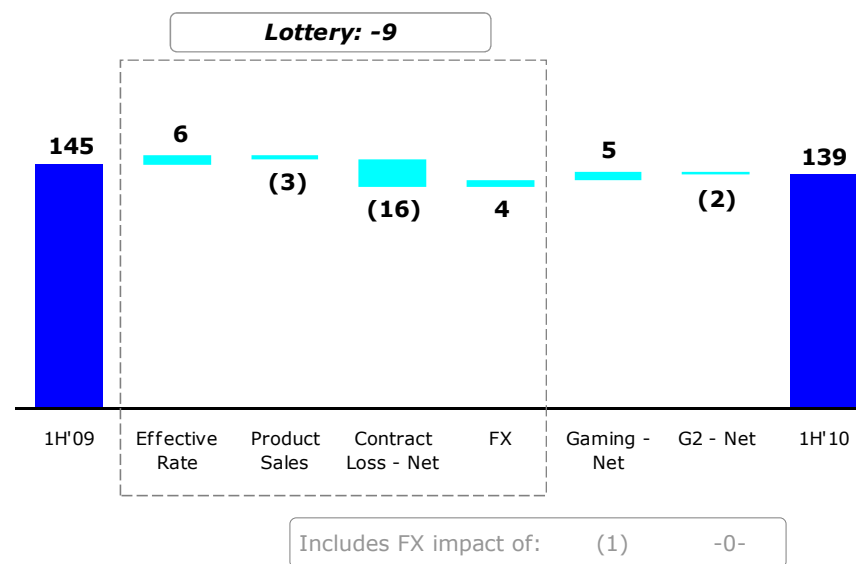 Lottery: -9
145
6
(3)
(16)
4
5
(2)
139
1H'09
Effective
Rate
Product
Sales
Contract
Loss - Net
FX
Gaming -
Net
G2 - Net
1H'10
Includes FX impact of: (1) -0-